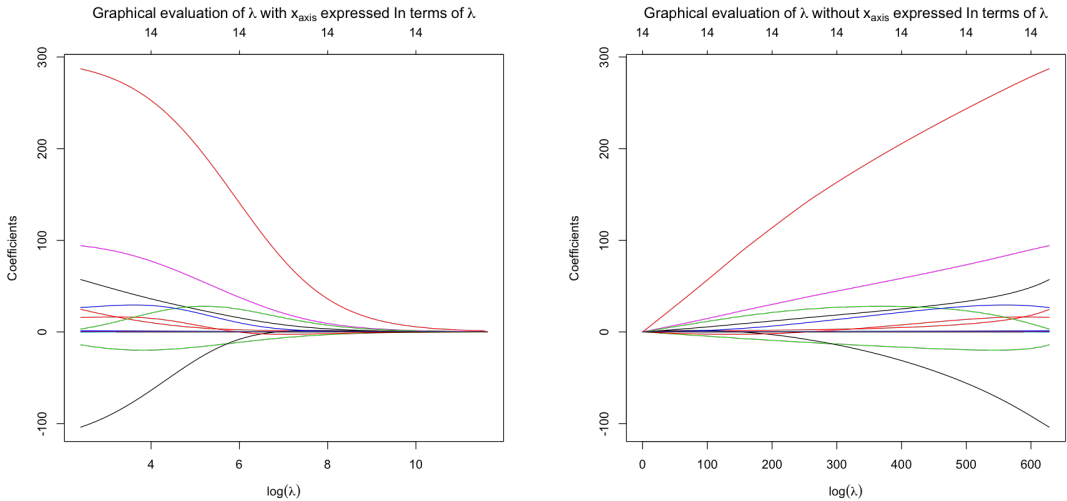 Graphical evaluation of λ with xaxis expressed In terms of λ
14 14 14 14
300
200
100
0
-100
Coefficients
4 6 8 10
log(λ)
Graphical evaluation of λ without xaxis expressed In terms of λ
14 14 14 14 14 14 14
300
200
100
0
-100
Coefficients
0 100 200 300 400 500 600
log(λ)